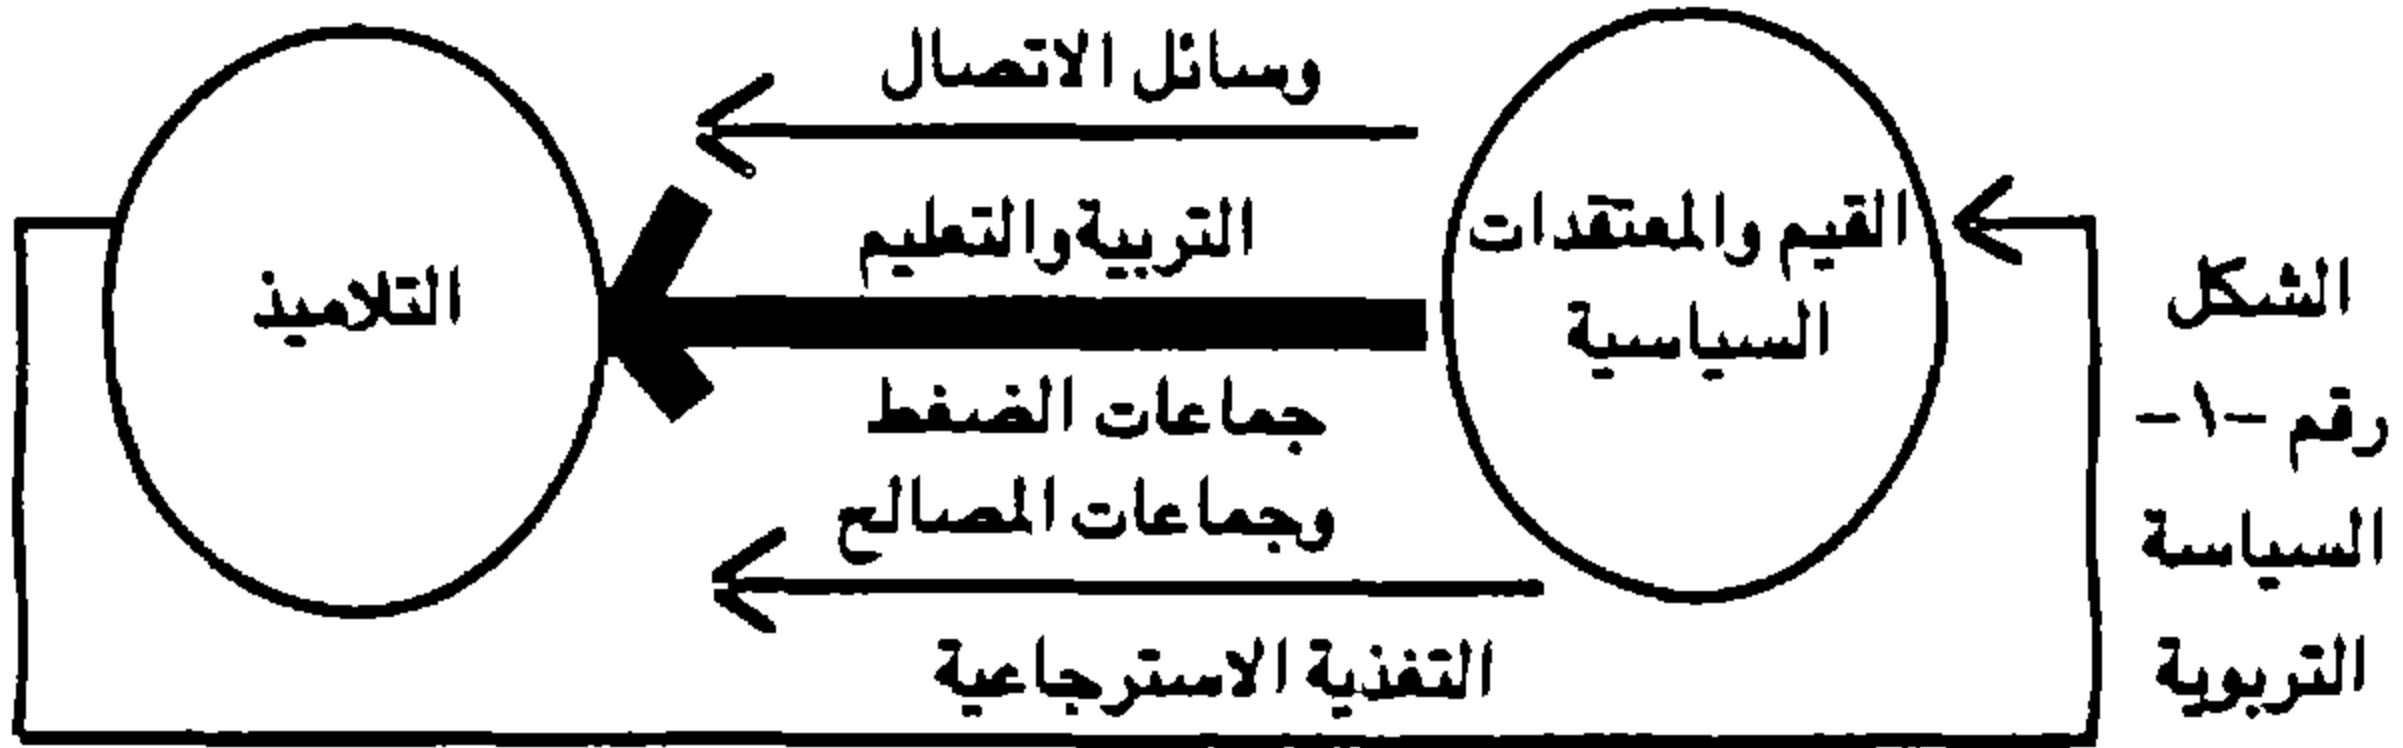 الشكل
رقم -١-
السياسة
التربوية
القيم والمعتقدات
السياسية
وسائل الاتصال
التربية والتعليم
جماعات الضغط
وجماعات المصالح
التغذية الاسترجاعية
التلاميذ